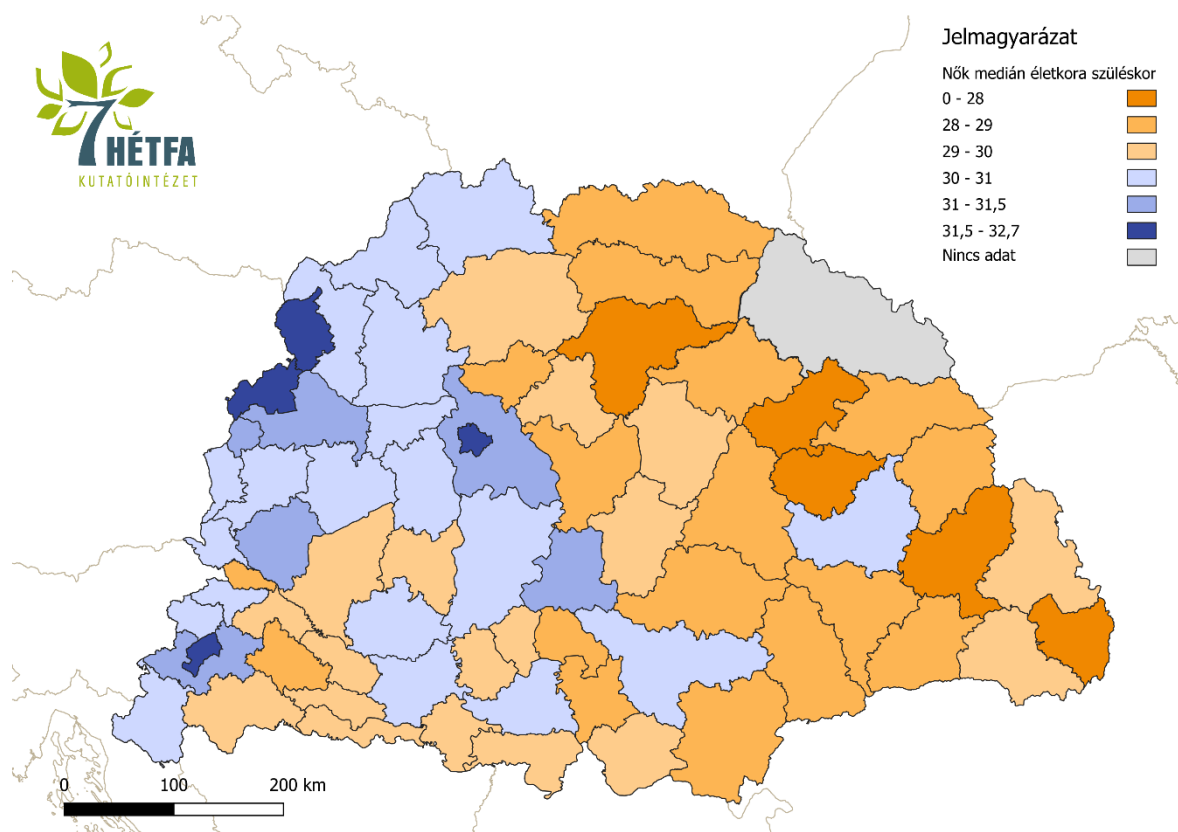 7
HÉTFA
KUTATÓINTÉZET
Jelmagyarázat
Nők medián életkora szüléskor
0 - 28
28 - 29
29 - 30
30 - 31
31 - 31,5
31,5 - 32,7
Nincs adat
0 100 200 km